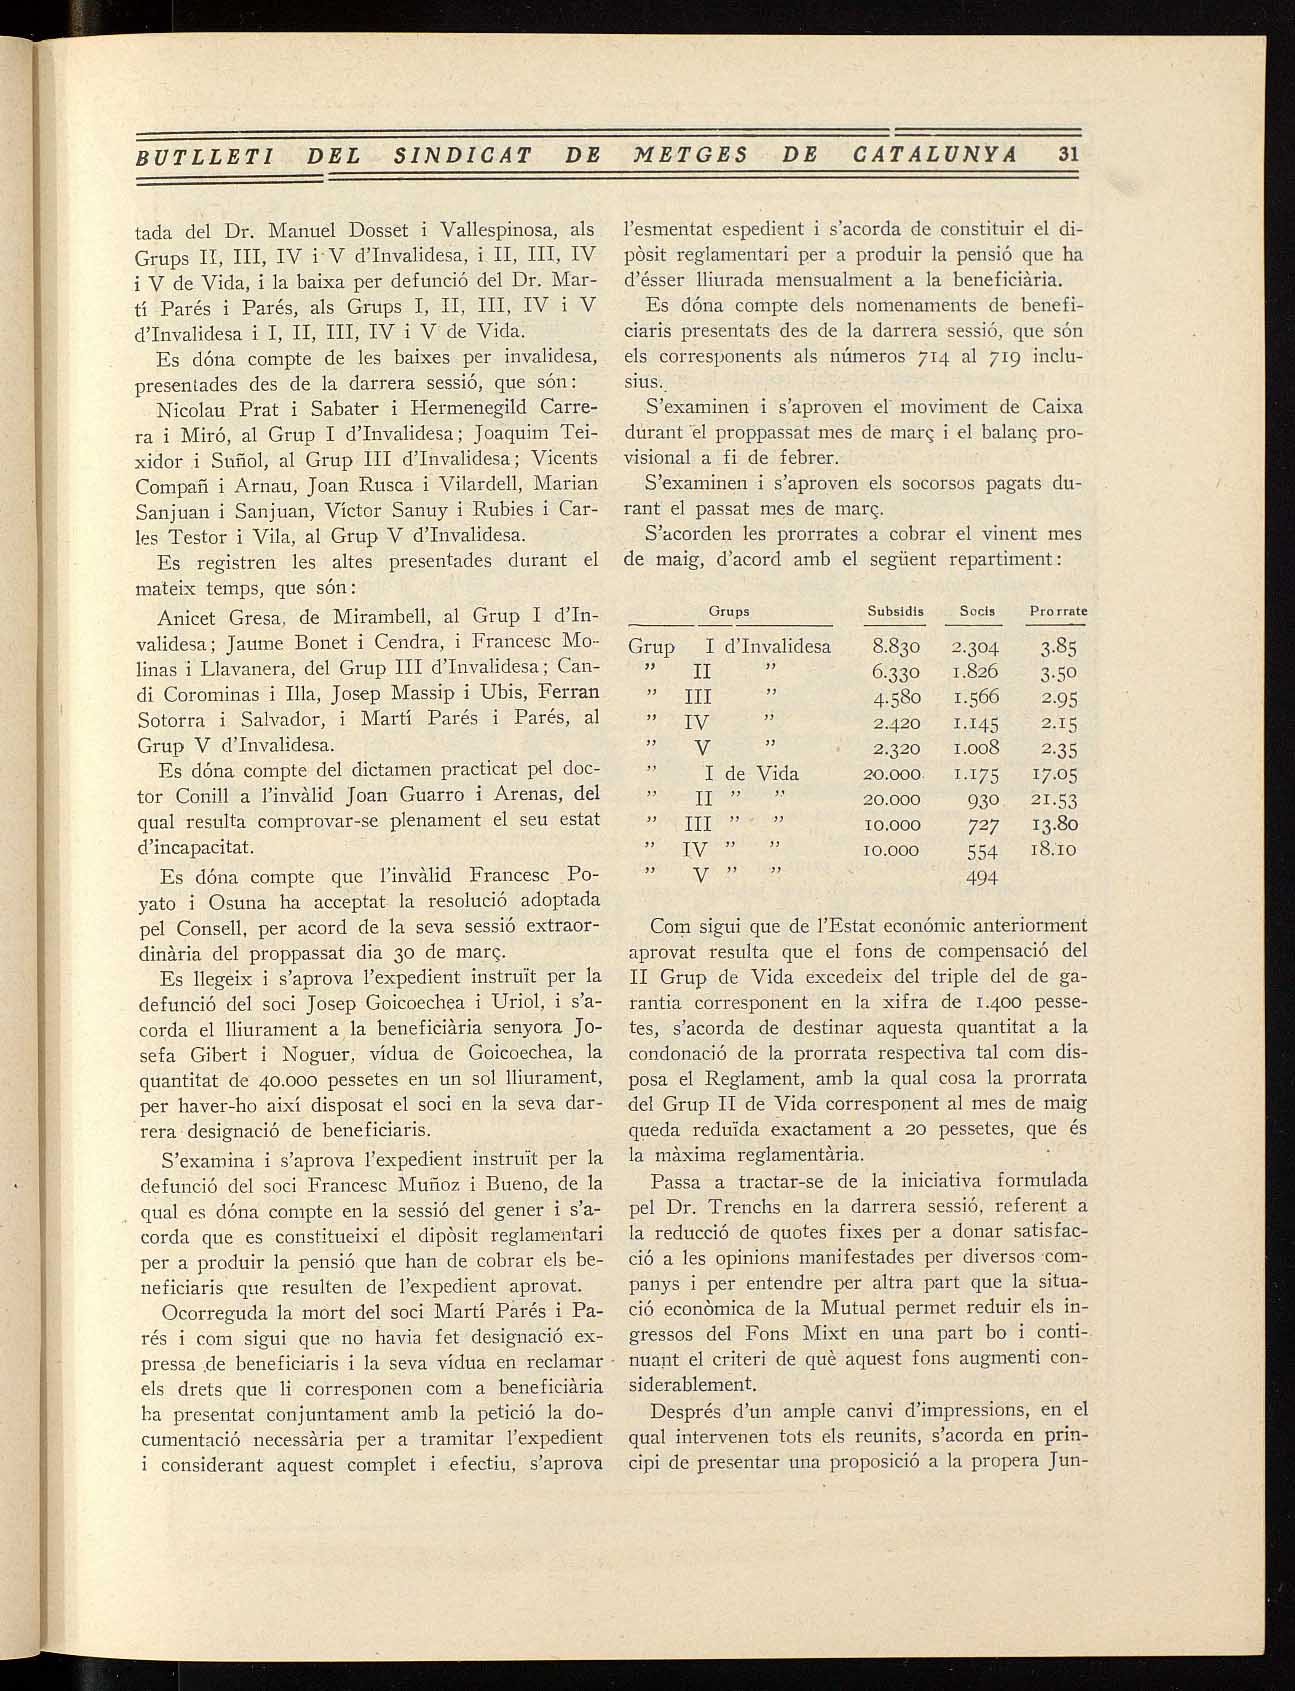 BUTLLETI DEL SINDICAT DE METGES DE CATALUNYA 31
tada del Dr. Manuel Dosset i Vallespinosa, als
Grups II, III, IV i V d'Invalidesa, i II, III, IV
i V de Vida, i la baixa per defunció del Dr. Mar-
tí Parés i Parés, als Grups I, II, III, IV i V
d'Invalidesa i I, II, III, IV i V de Vida.
Es dóna compte de les baixes per invalidesa,
presentades des de la darrera sessió, que són:
Nicolau Prat i Sabater i Hermenegild Carre-
ra i Miró, al Grup I d'Invalidesa; Joaquim Tei-
xidor i Suñol, al Grup III d'Invalidesa; Vicents
Compañ i Arnau, Joan Rusca i Vilardell, Marian
Sanjuan i Sanjuan, Víctor Sanuy i Rubies i Car-
les Testor i Vila, al Grup V d'Invalidesa.
Es registren les altes presentades durant el
mateix temps, que són:
Anicet Gresa, de Mirambell, al Grup I d'In-
validesa; Jaume Bonet i Cendra, i Francesc Mo-
linas i Llavanera, del Grup III d'Invalidesa; Can-
di Corominas i Illa, Josep Massip i Ubis, Ferran
Sotorra i Salvador, i Martí Parés i Parés, al
Grup V d'Invalidesa.
Es dóna compte del dictamen practicat pel doc-
tor Conill a l'invàlid Joan Guarro i Arenas, del
qual resulta comprovar-se plenament el seu estat
d'incapacitat.
Es dóna compte que l'invàlid Francesc Po-
yato i Osuna ha acceptat la resolució adoptada
pel Consell, per acord de la seva sessió extraor-
dinària del proppassat dia 30 de març.
Es llegeix i s'aprova l'expedient instruït per la
defunció del soci Josep Goicoechea i Uriol, i s'a-
corda el lliurament a la beneficiària senyora Jo-
sefa Gibert i Noguer, vídua de Goicoechea, la
quantitat de 40.000 pessetes en un sol lliurament,
per haver-ho així disposat el soci en la seva dar-
rera designació de beneficiaris.
S'examina i s'aprova l'expedient instruït per la
defunció del soci Francesc Muñoz i Bueno, de la
qual es dóna compte en la sessió del gener i s'a-
corda que es constitueixi el dipòsit reglamentari
per a produir la pensió que han de cobrar els be-
neficiaris que resulten de l'expedient aprovat.
Ocorreguda la mort del soci Martí Parés i Pa-
rés i com sigui que no havia fet designació ex-
pressa de beneficiaris i la seva vídua en reclamar
els drets que li corresponen com a beneficiària
ha presentat conjuntament amb la petició la do-
cumentació necessària per a tramitar l'expedient
i considerant aquest complet i efectiu, s'aprova
l'esmentat espedient i s'acorda de constituir el di-
pòsit reglamentari per a produir la pensió que ha
d'ésser lliurada mensualment a la beneficiària.
Es dóna compte dels nomenaments de benefi-
ciaris presentats des de la darrera sessió, que són
els corresponents als números 714 al 719 inclu-
sius.
S'examinen i s'aproven el moviment de Caixa
durant el proppassat mes de març i el balanç pro-
visional a fi de febrer.
S'examinen i s'aproven els socorsos pagats du-
rant el passat mes de març.
S'acorden les prorrates a cobrar el vinent mes
de maig, d'acord amb el següent repartiment:
Grups Subsidis Socis Prorrate
Grup I d'Invalidesa 8.830 2.304 3.85
" II " 6.330 1.826 3.50
" III " 4.580 1.566 2.95
" IV " 2.420 1.145 2.15
" V " 2.320 1.008 2.35
" I de Vida 20.000 1.175 17.05
" II " " 20.000 930 21.53
" III " " 10.000 727 13.80
" IV " " 10.000 554 18.10
" V " " 494
Com sigui que de l'Estat económic anteriorment
aprovat resulta que el fons de compensació del
II Grup de Vida excedeix del triple del de ga-
rantia corresponent en la xifra de 1.400 pesse-
tes, s'acorda de destinar aquesta quantitat a la
condonació de la prorrata respectiva tal com dis-
posa el Reglament, amb la qual cosa la prorrata
del Grup II de Vida corresponent al mes de maig
queda reduïda exactament a 20 pessetes, que és
la màxima reglamentària.
Passa a tractar-se de la iniciativa formulada
pel Dr. Trenchs en la darrera sessió, referent a
la reducció de quotes fixes per a donar satisfac-
ció a les opinions manifestades per diversos com-
panys i per entendre per altra part que la situa-
ció econòmica de la Mutual permet reduir els in-
gressos del Fons Mixt en una part bo i conti-
nuant el criteri de què aquest fons augmenti con-
siderablement.
Després d'un ample canvi d'impressions, en el
qual intervenen tots els reunits, s'acorda en prin-
cipi de presentar una proposició a la propera Jun-